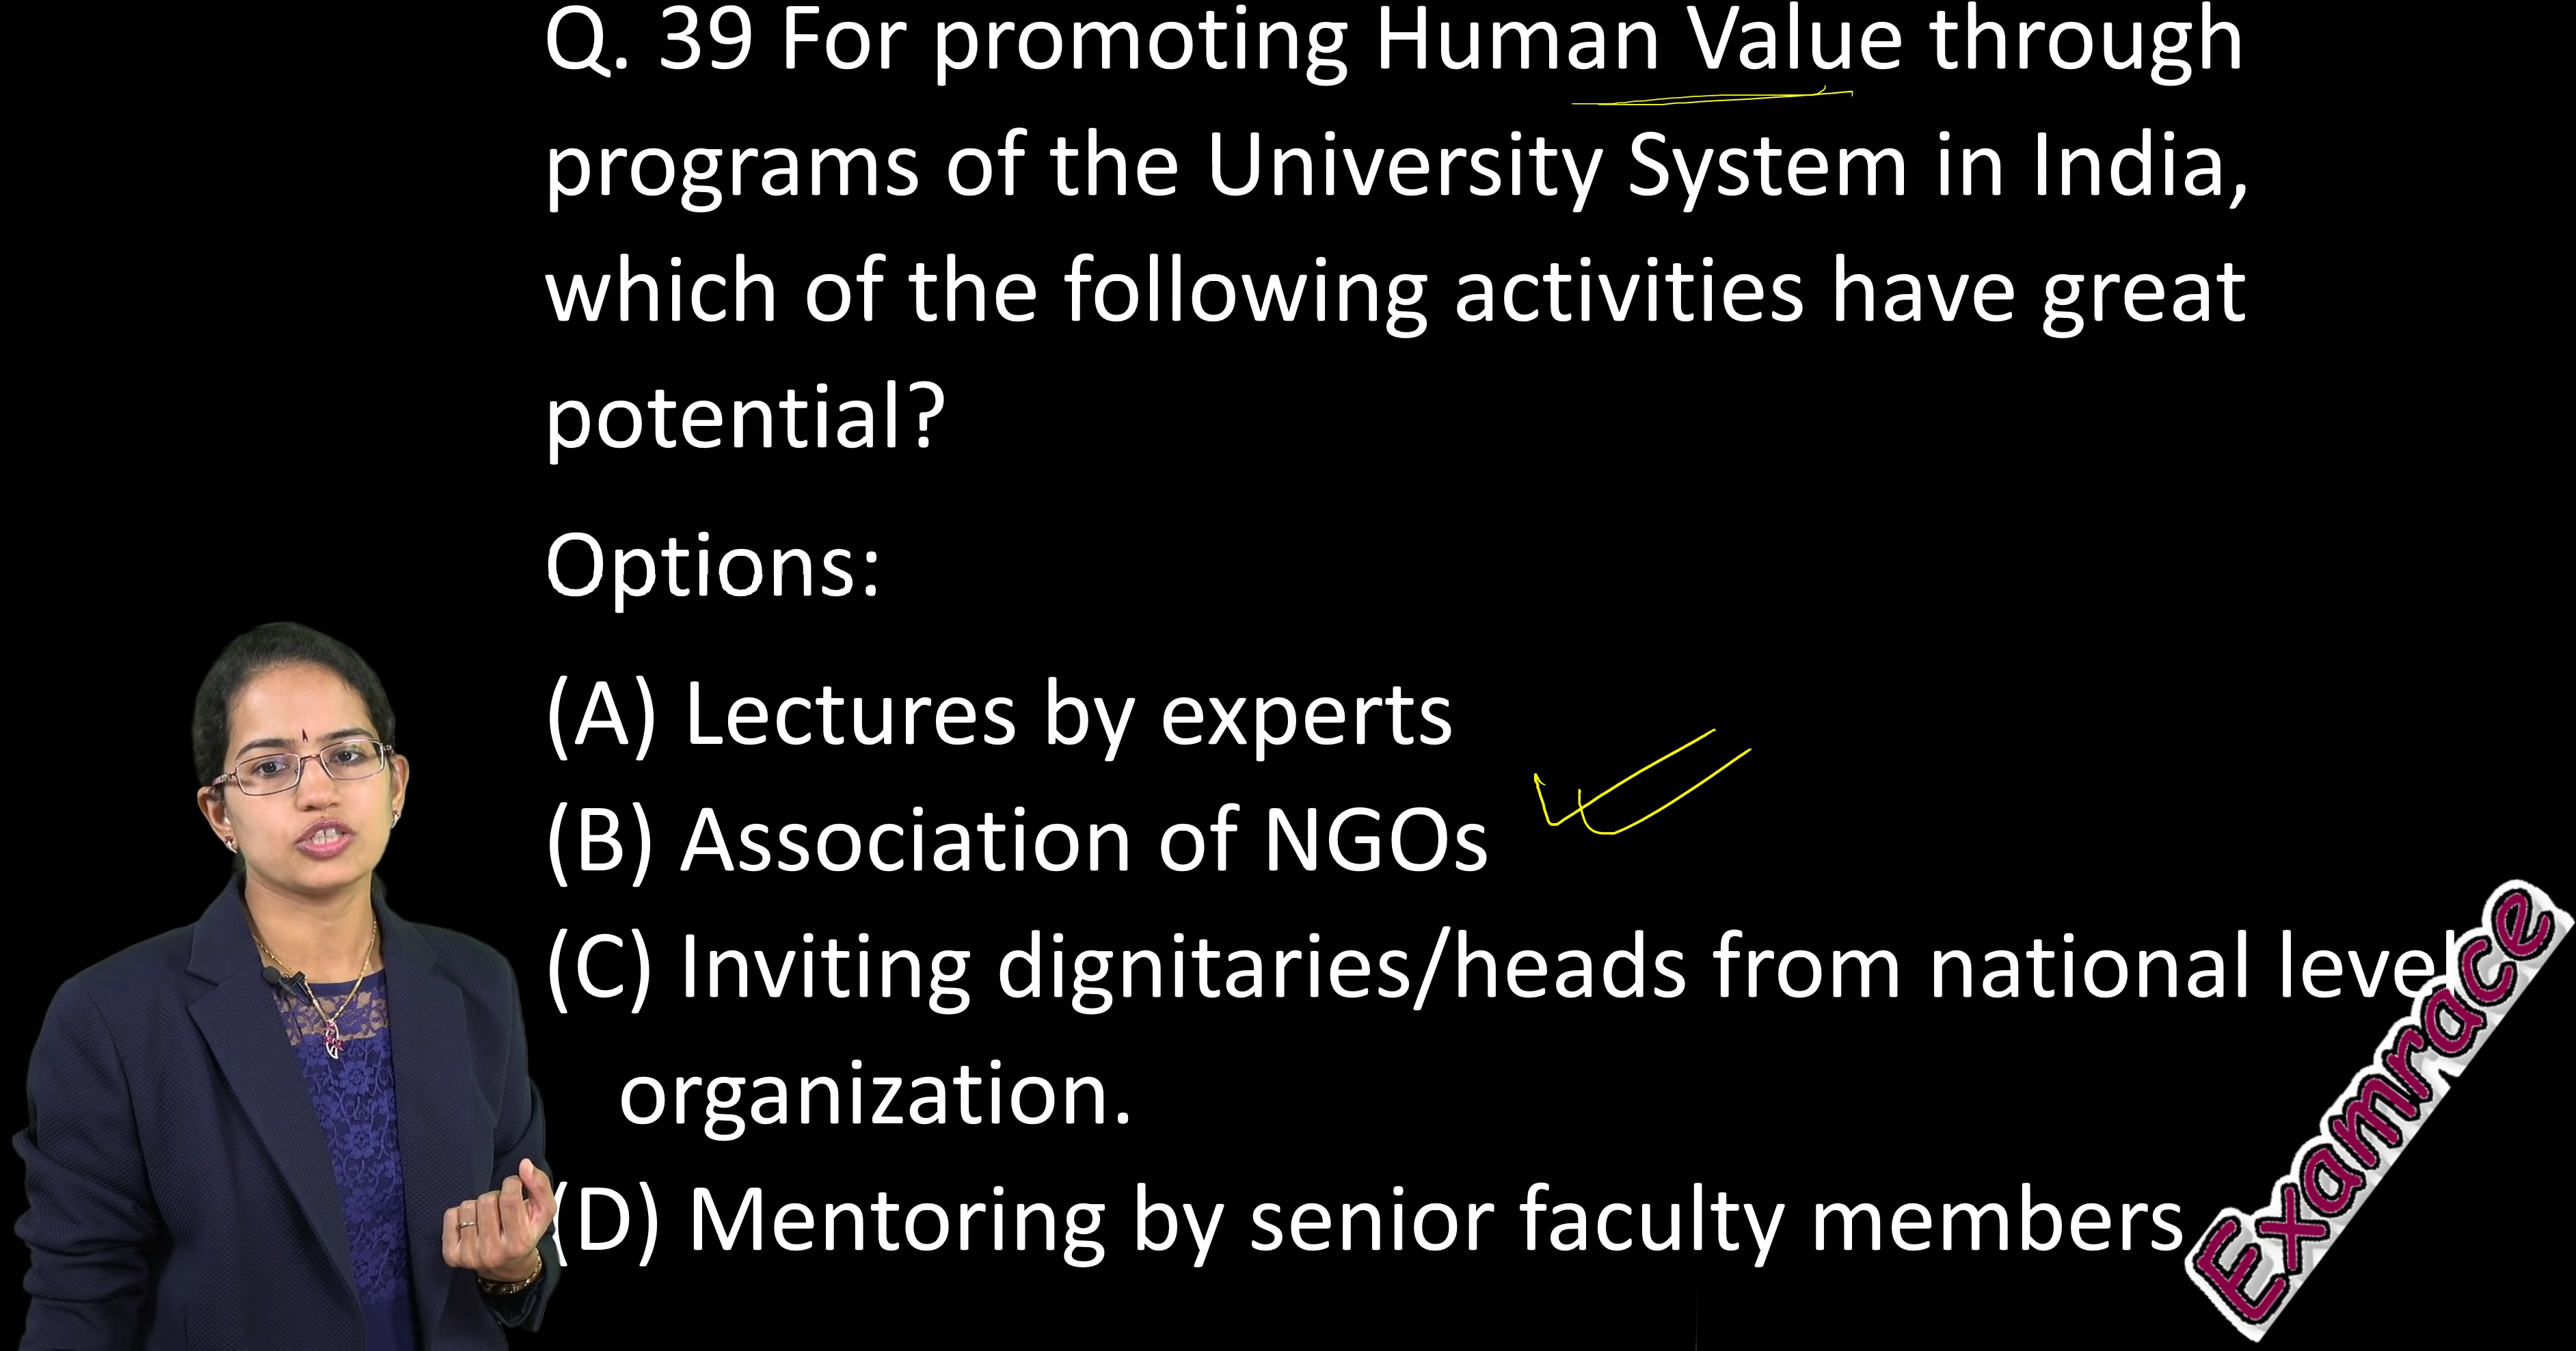 Q. 39 For promoting Human Value through
programs of the University System in India,
which of the following activities have great
potential?
Options:
(A) Lectures by experts
(B) Association of NGOs
(C) Inviting dignitaries/heads from national level
organization.
(D) Mentoring by senior faculty members
Examrace